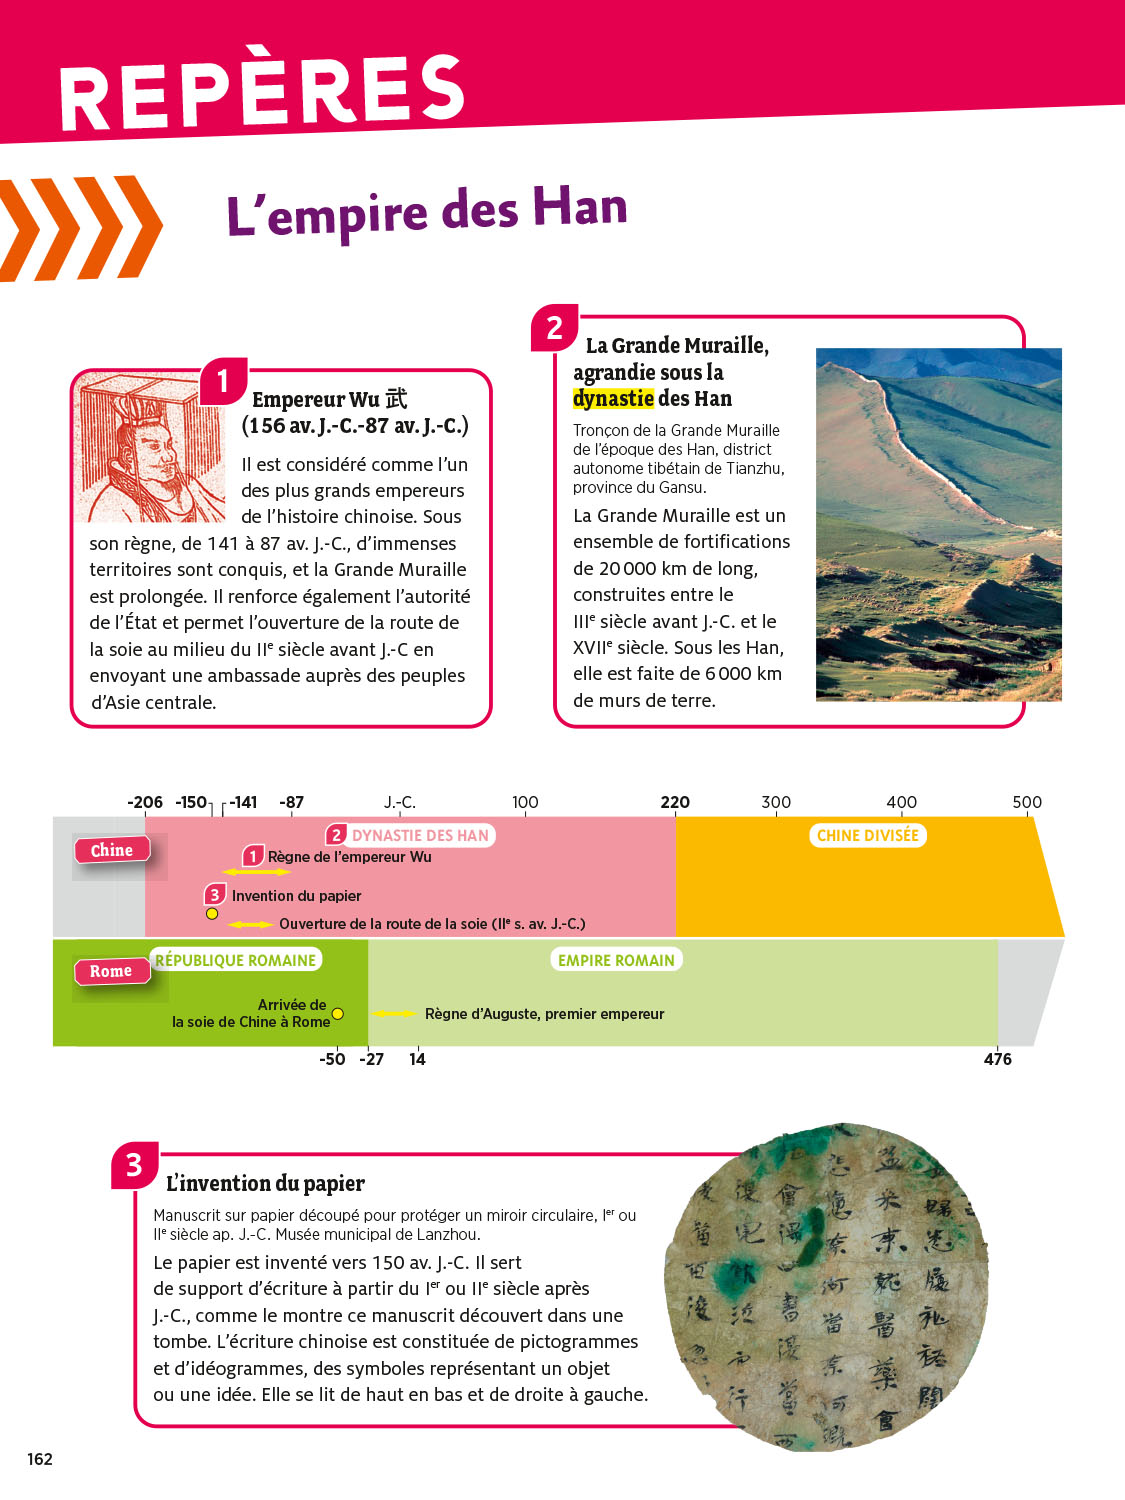 REPÈRES
L'empire des Han
1
Empereur Wu 武
(156 av. J.-C.-87 av. J.-C.)
Il est considéré comme l'un
des plus grands empereurs
de l'histoire chinoise. Sous
son règne, de 141 à 87 av. J.-C., d'immenses
territoires sont conquis, et la Grande Muraille
est prolongée. Il renforce également l'autorité
de l'État et permet l'ouverture de la route de
la soie au milieu du IIe siècle avant J.-C en
envoyant une ambassade auprès des peuples
d'Asie centrale.
2
La Grande Muraille,
agrandie sous la
dynastie des Han
Tronçon de la Grande Muraille
de l'époque des Han, district
autonome tibétain de Tianzhu,
province du Gansu.
La Grande Muraille est un
ensemble de fortifications
de 20 000 km de long,
construites entre le
IIIe siècle avant J.-C. et le
XVIIe siècle. Sous les Han,
elle est faite de 6 000 km
de murs de terre.
-206 -150 -141 -87 J.-C. 100 220 300 400 500
2 DYNASTIE DES HAN CHINE DIVISÉE
Chine
1 Règne de l'empereur Wu
3 Invention du papier
Ouverture de la route de la soie (IIe s. av. J.-C.)
RÉPUBLIQUE ROMAINE EMPIRE ROMAIN
Rome
Arrivée de
la soie de Chine à Rome
Règne d'Auguste, premier empereur
-50 -27 14 476
3
L'invention du papier
Manuscrit sur papier découpé pour protéger un miroir circulaire, Ier ou
IIe siècle ap. J.-C. Musée municipal de Lanzhou.
Le papier est inventé vers 150 av. J.-C. Il sert
de support d'écriture à partir du Ier ou IIe siècle après
J.-C., comme le montre ce manuscrit découvert dans une
tombe. L'écriture chinoise est constituée de pictogrammes
et d'idéogrammes, des symboles représentant un objet
ou une idée. Elle se lit de haut en bas et de droite à gauche.
162